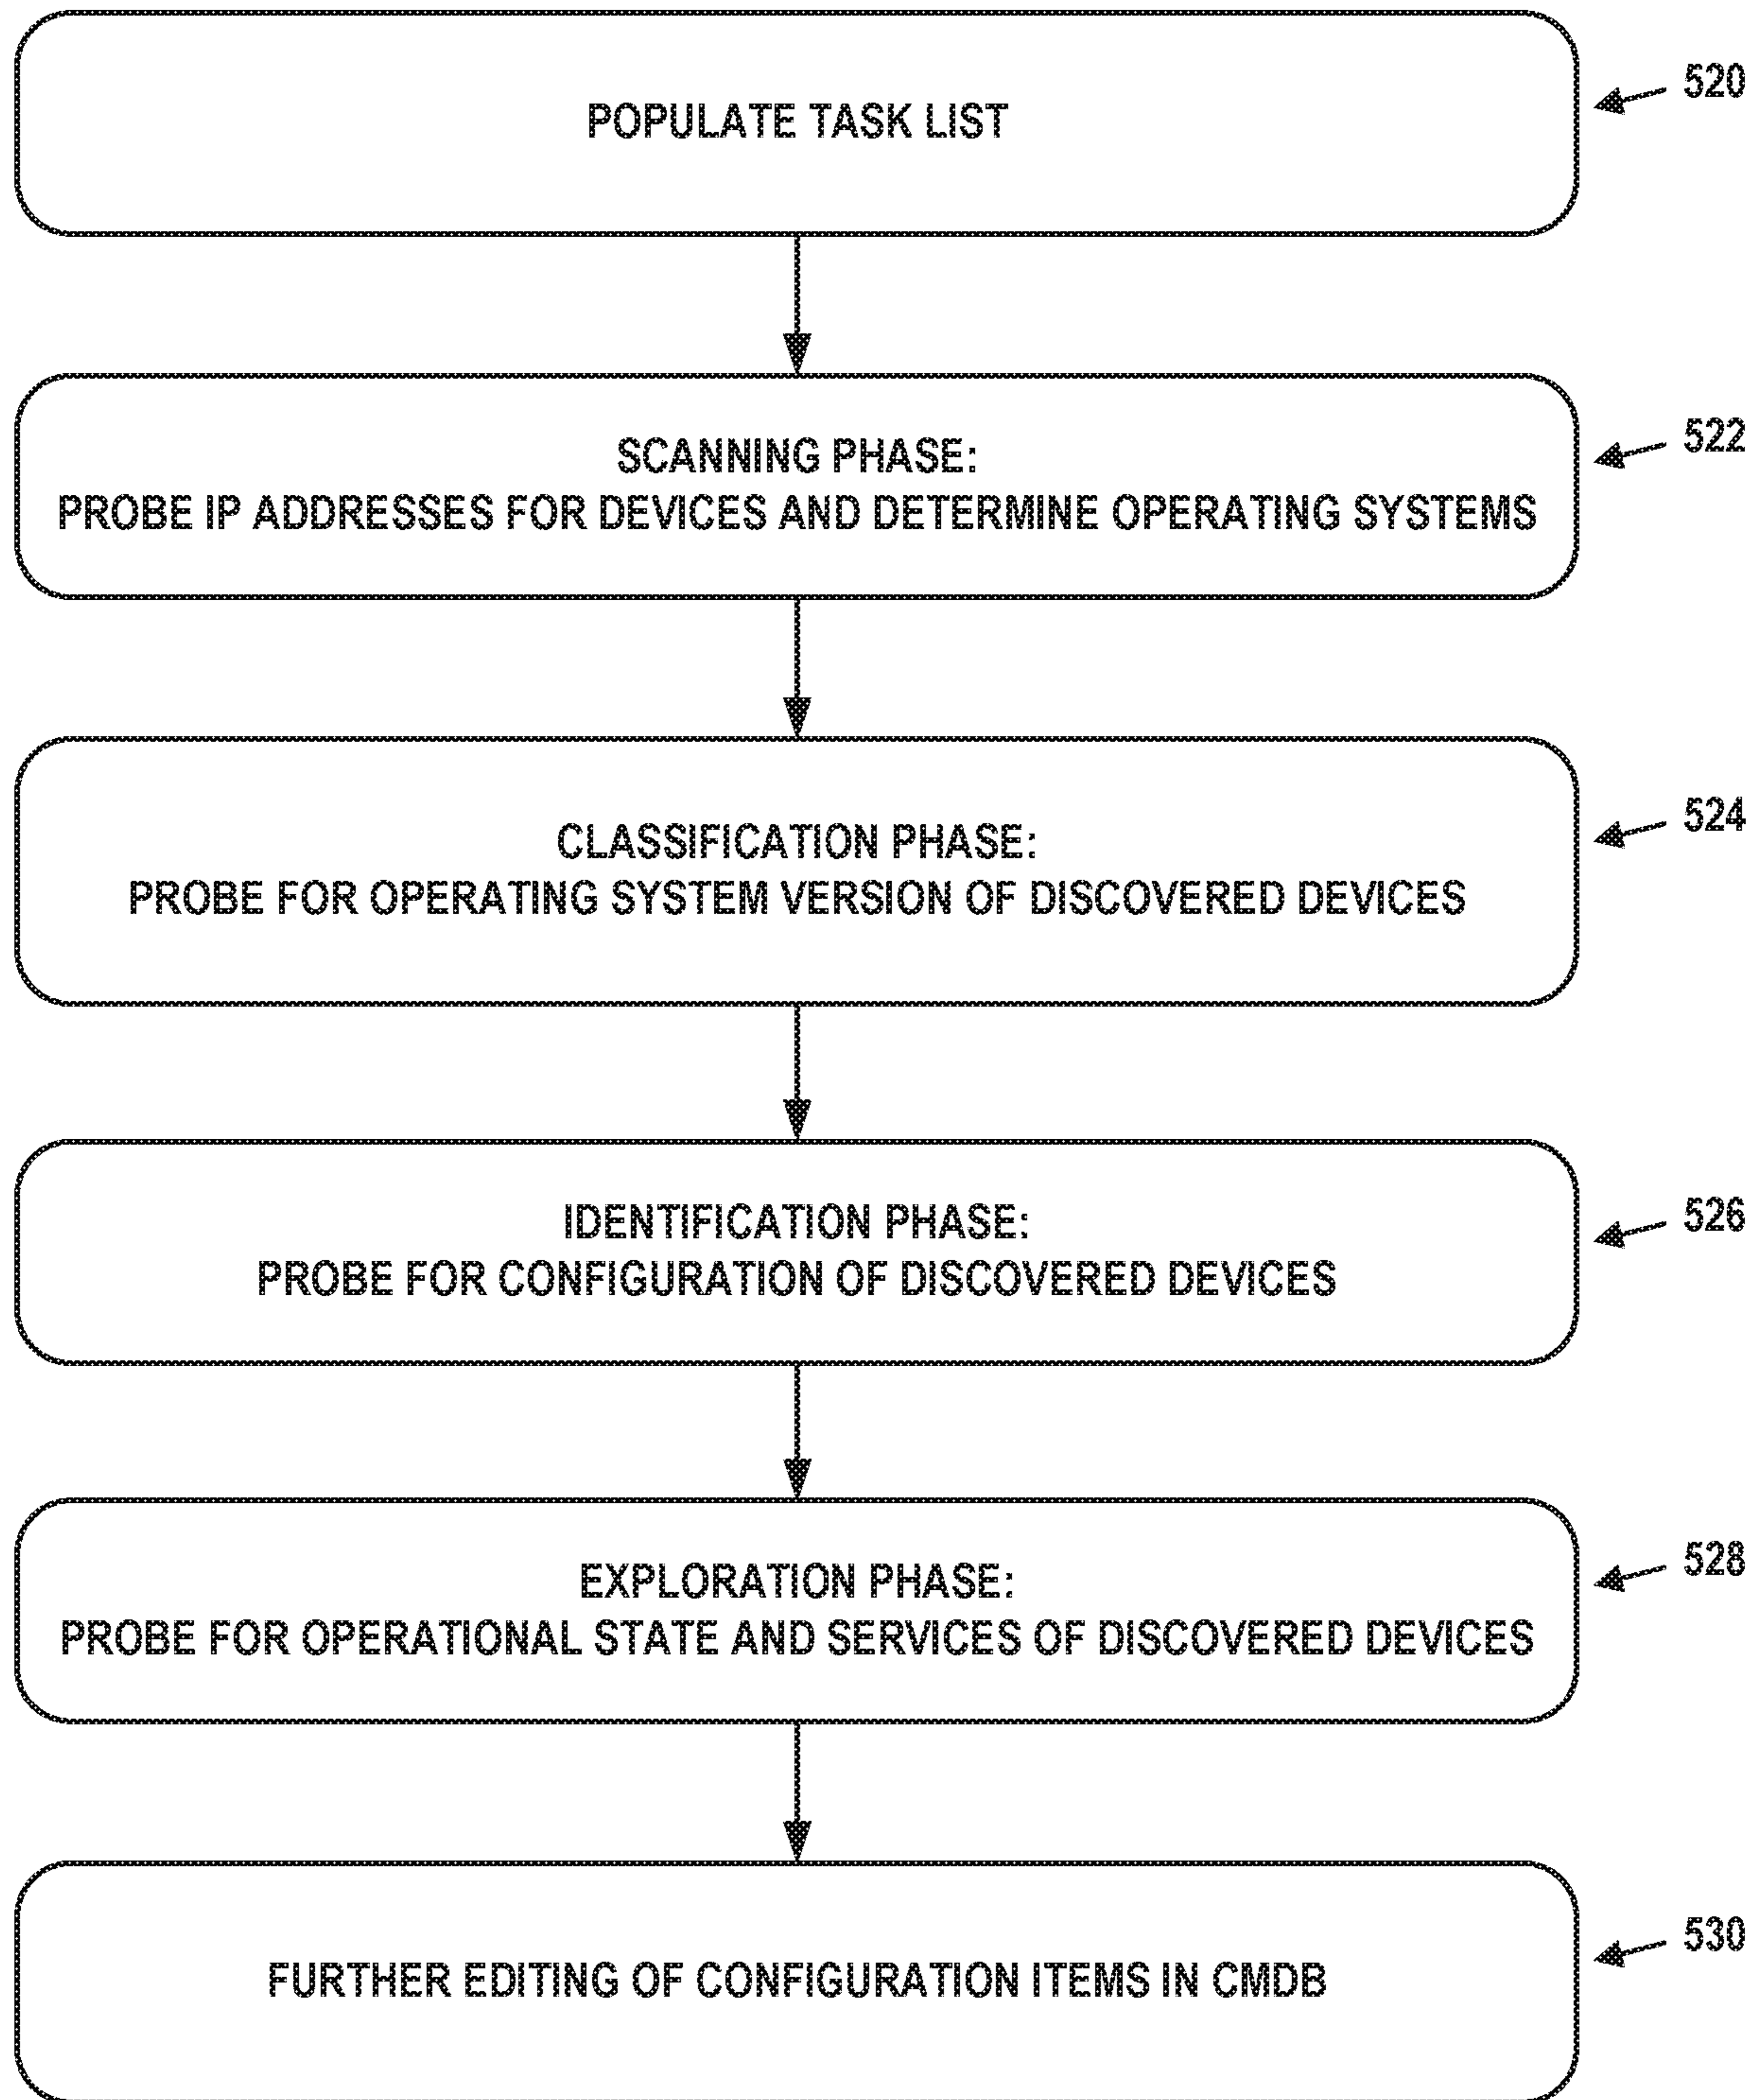 POPULATE TASK LIST
520
SCANNING PHASE:
PROBE IP ADDRESSES FOR DEVICES AND DETERMINE OPERATING SYSTEMS
522
CLASSIFICATION PHASE:
PROBE FOR OPERATING SYSTEM VERSION OF DISCOVERED DEVICES
524
IDENTIFICATION PHASE:
PROBE FOR CONFIGURATION OF DISCOVERED DEVICES
526
EXPLORATION PHASE:
PROBE FOR OPERATIONAL STATE AND SERVICES OF DISCOVERED DEVICES
528
FURTHER EDITING OF CONFIGURATION ITEMS IN CMDB
530